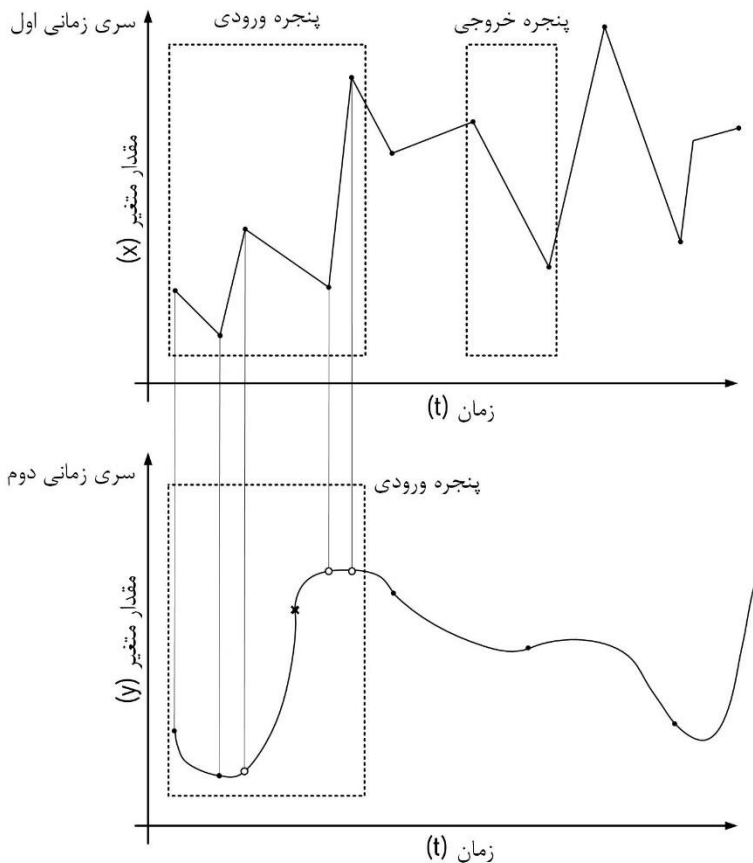 سری زمانی اول
پنجره ورودی
پنجره خروجی
مقدار متغیر (x)
زمان (t)
سری زمانی دوم
پنجره ورودی
مقدار متغیر (y)
زمان (t)